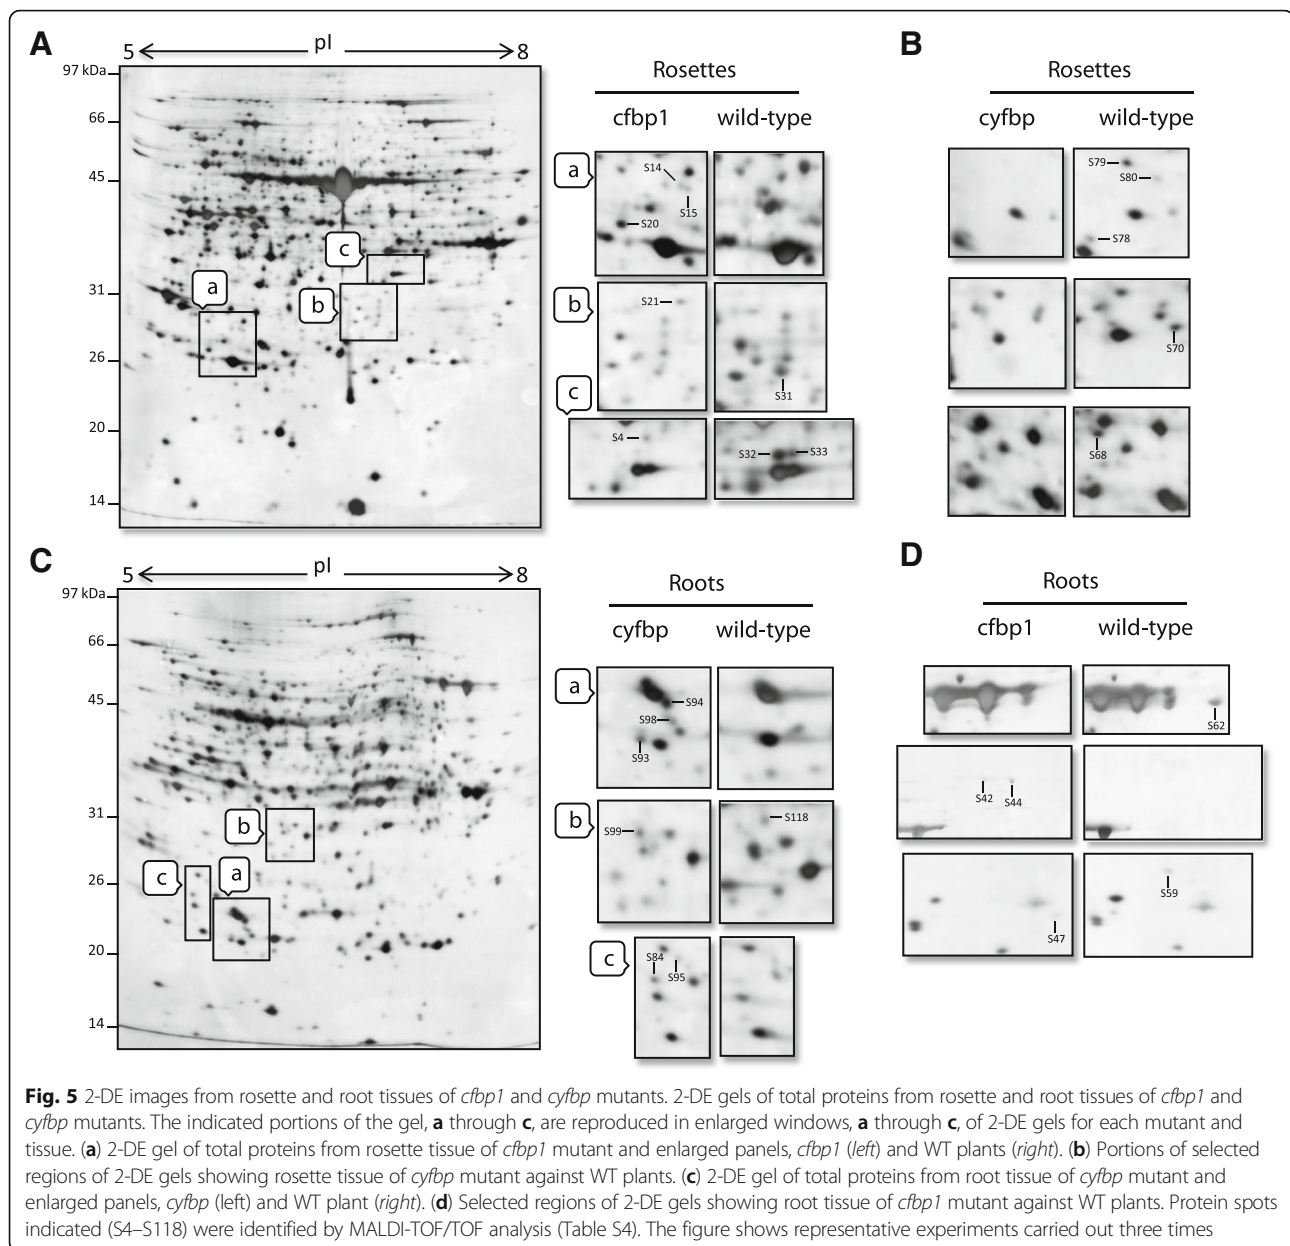 A
5 pI 8
97 kDa
66
45
31
26
20
14
a
b
c
Rosettes
cfbp1 wild-type
a
S14
S15
S20
b
S21
S31
c
S4
S32 S33
B
Rosettes
cyfbp wild-type
S79
S80
S78
S70
S68
C
5 pI 8
97 kDa
66
45
31
26
20
14
b
c
a
Roots
cyfbp wild-type
a
S94
S98
S93
b
S99
S118
c
S84
S95
D
Roots
cfbp1 wild-type
S62
S42 S44
S59
S47
Fig. 5 2-DE images from rosette and root tissues of cfbp1 and cyfbp mutants. 2-DE gels of total proteins from rosette and root tissues of cfbp1 and
cyfbp mutants. The indicated portions of the gel, a through c, are reproduced in enlarged windows, a through c, of 2-DE gels for each mutant and
tissue. (a) 2-DE gel of total proteins from rosette tissue of cfbp1 mutant and enlarged panels, cfbp1 (left) and WT plants (right). (b) Portions of selected
regions of 2-DE gels showing rosette tissue of cyfbp mutant against WT plants. (c) 2-DE gel of total proteins from root tissue of cyfbp mutant and
enlarged panels, cyfbp (left) and WT plant (right). (d) Selected regions of 2-DE gels showing root tissue of cfbp1 mutant against WT plants. Protein spots
indicated (S4–S118) were identified by MALDI-TOF/TOF analysis (Table S4). The figure shows representative experiments carried out three times